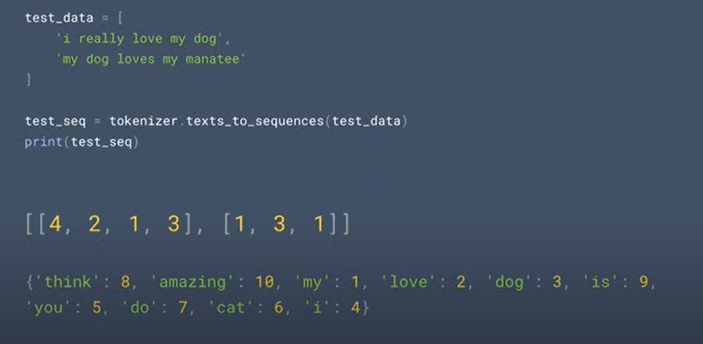 test_data = [
    'i really love my dog',
    'my dog loves my manatee'
]
test_seq = tokenizer.texts_to_sequences(test_data)
print(test_seq)
[[4, 2, 1, 3], [1, 3, 1]]
{'think': 8, 'amazing': 10, 'my': 1, 'love': 2, 'dog': 3, 'is': 9,
'you': 5, 'do': 7, 'cat': 6, 'i': 4}